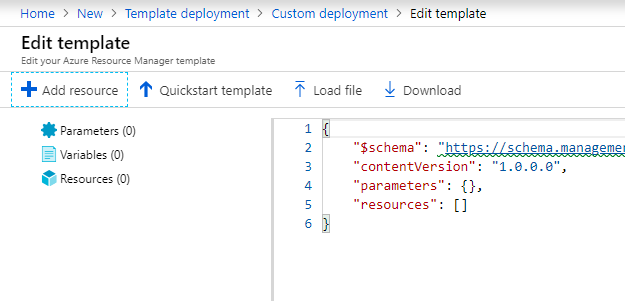 Home > New > Template deployment > Custom deployment > Edit template
Edit template
Edit your Azure Resource Manager template
Add resource Quickstart template Load file Download
Parameters (0)
Variables (0)
Resources (0)
1 {
2 "$schema": "https://schema.manageme
3 "contentVersion": "1.0.0.0",
4 "parameters": {},
5 "resources": []
6 }